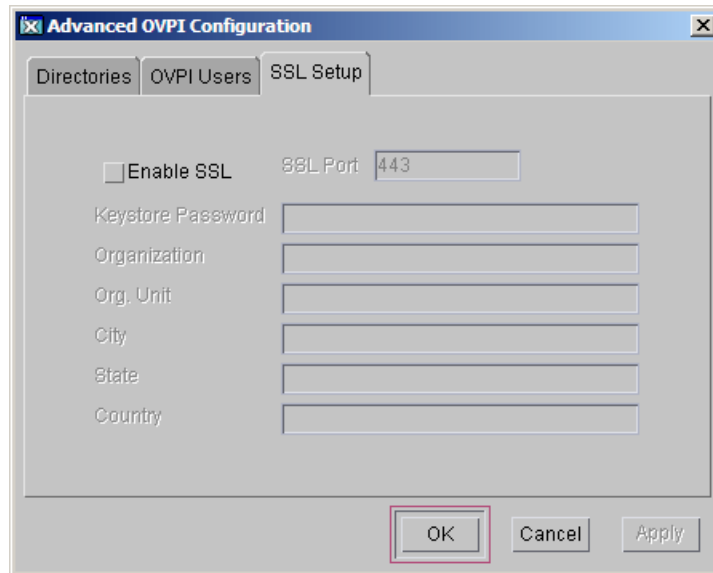 Advanced OVPI Configuration
Directories OVPI Users SSL Setup
Enable SSL SSL Port 443
Keystore Password
Organization
Org. Unit
City
State
Country
OK Cancel Apply